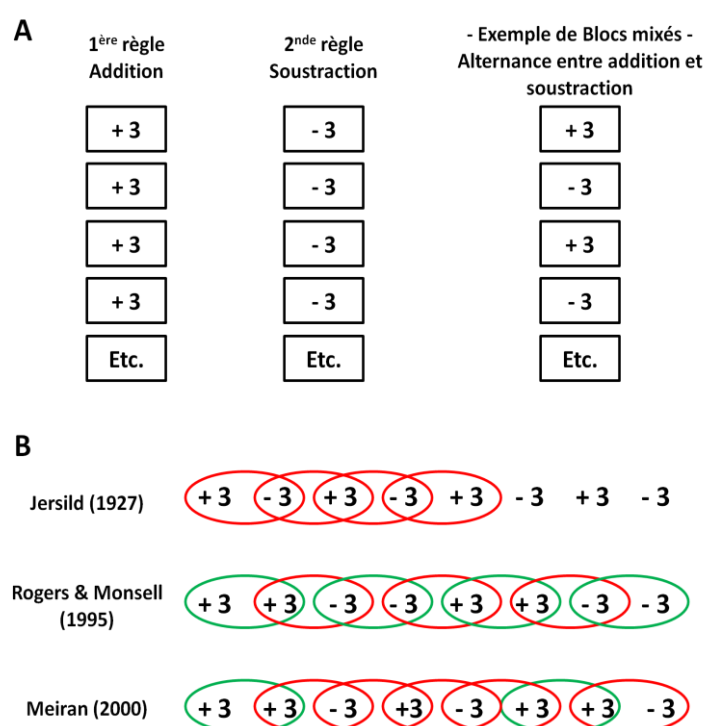 A
1ère règle
Addition
2nde règle
Soustraction
- Exemple de Blocs mixés -
Alternance entre addition et
soustraction
+ 3 - 3 + 3
+ 3 - 3 - 3
+ 3 - 3 + 3
+ 3 - 3 - 3
Etc. Etc. Etc.
B
Jersild (1927) + 3 - 3 + 3 - 3 + 3 - 3 + 3 - 3
Rogers & Monsell
(1995)
+ 3 + 3 - 3 - 3 + 3 + 3 - 3 - 3
Meiran (2000) + 3 + 3 - 3 +3 - 3 + 3 + 3 - 3